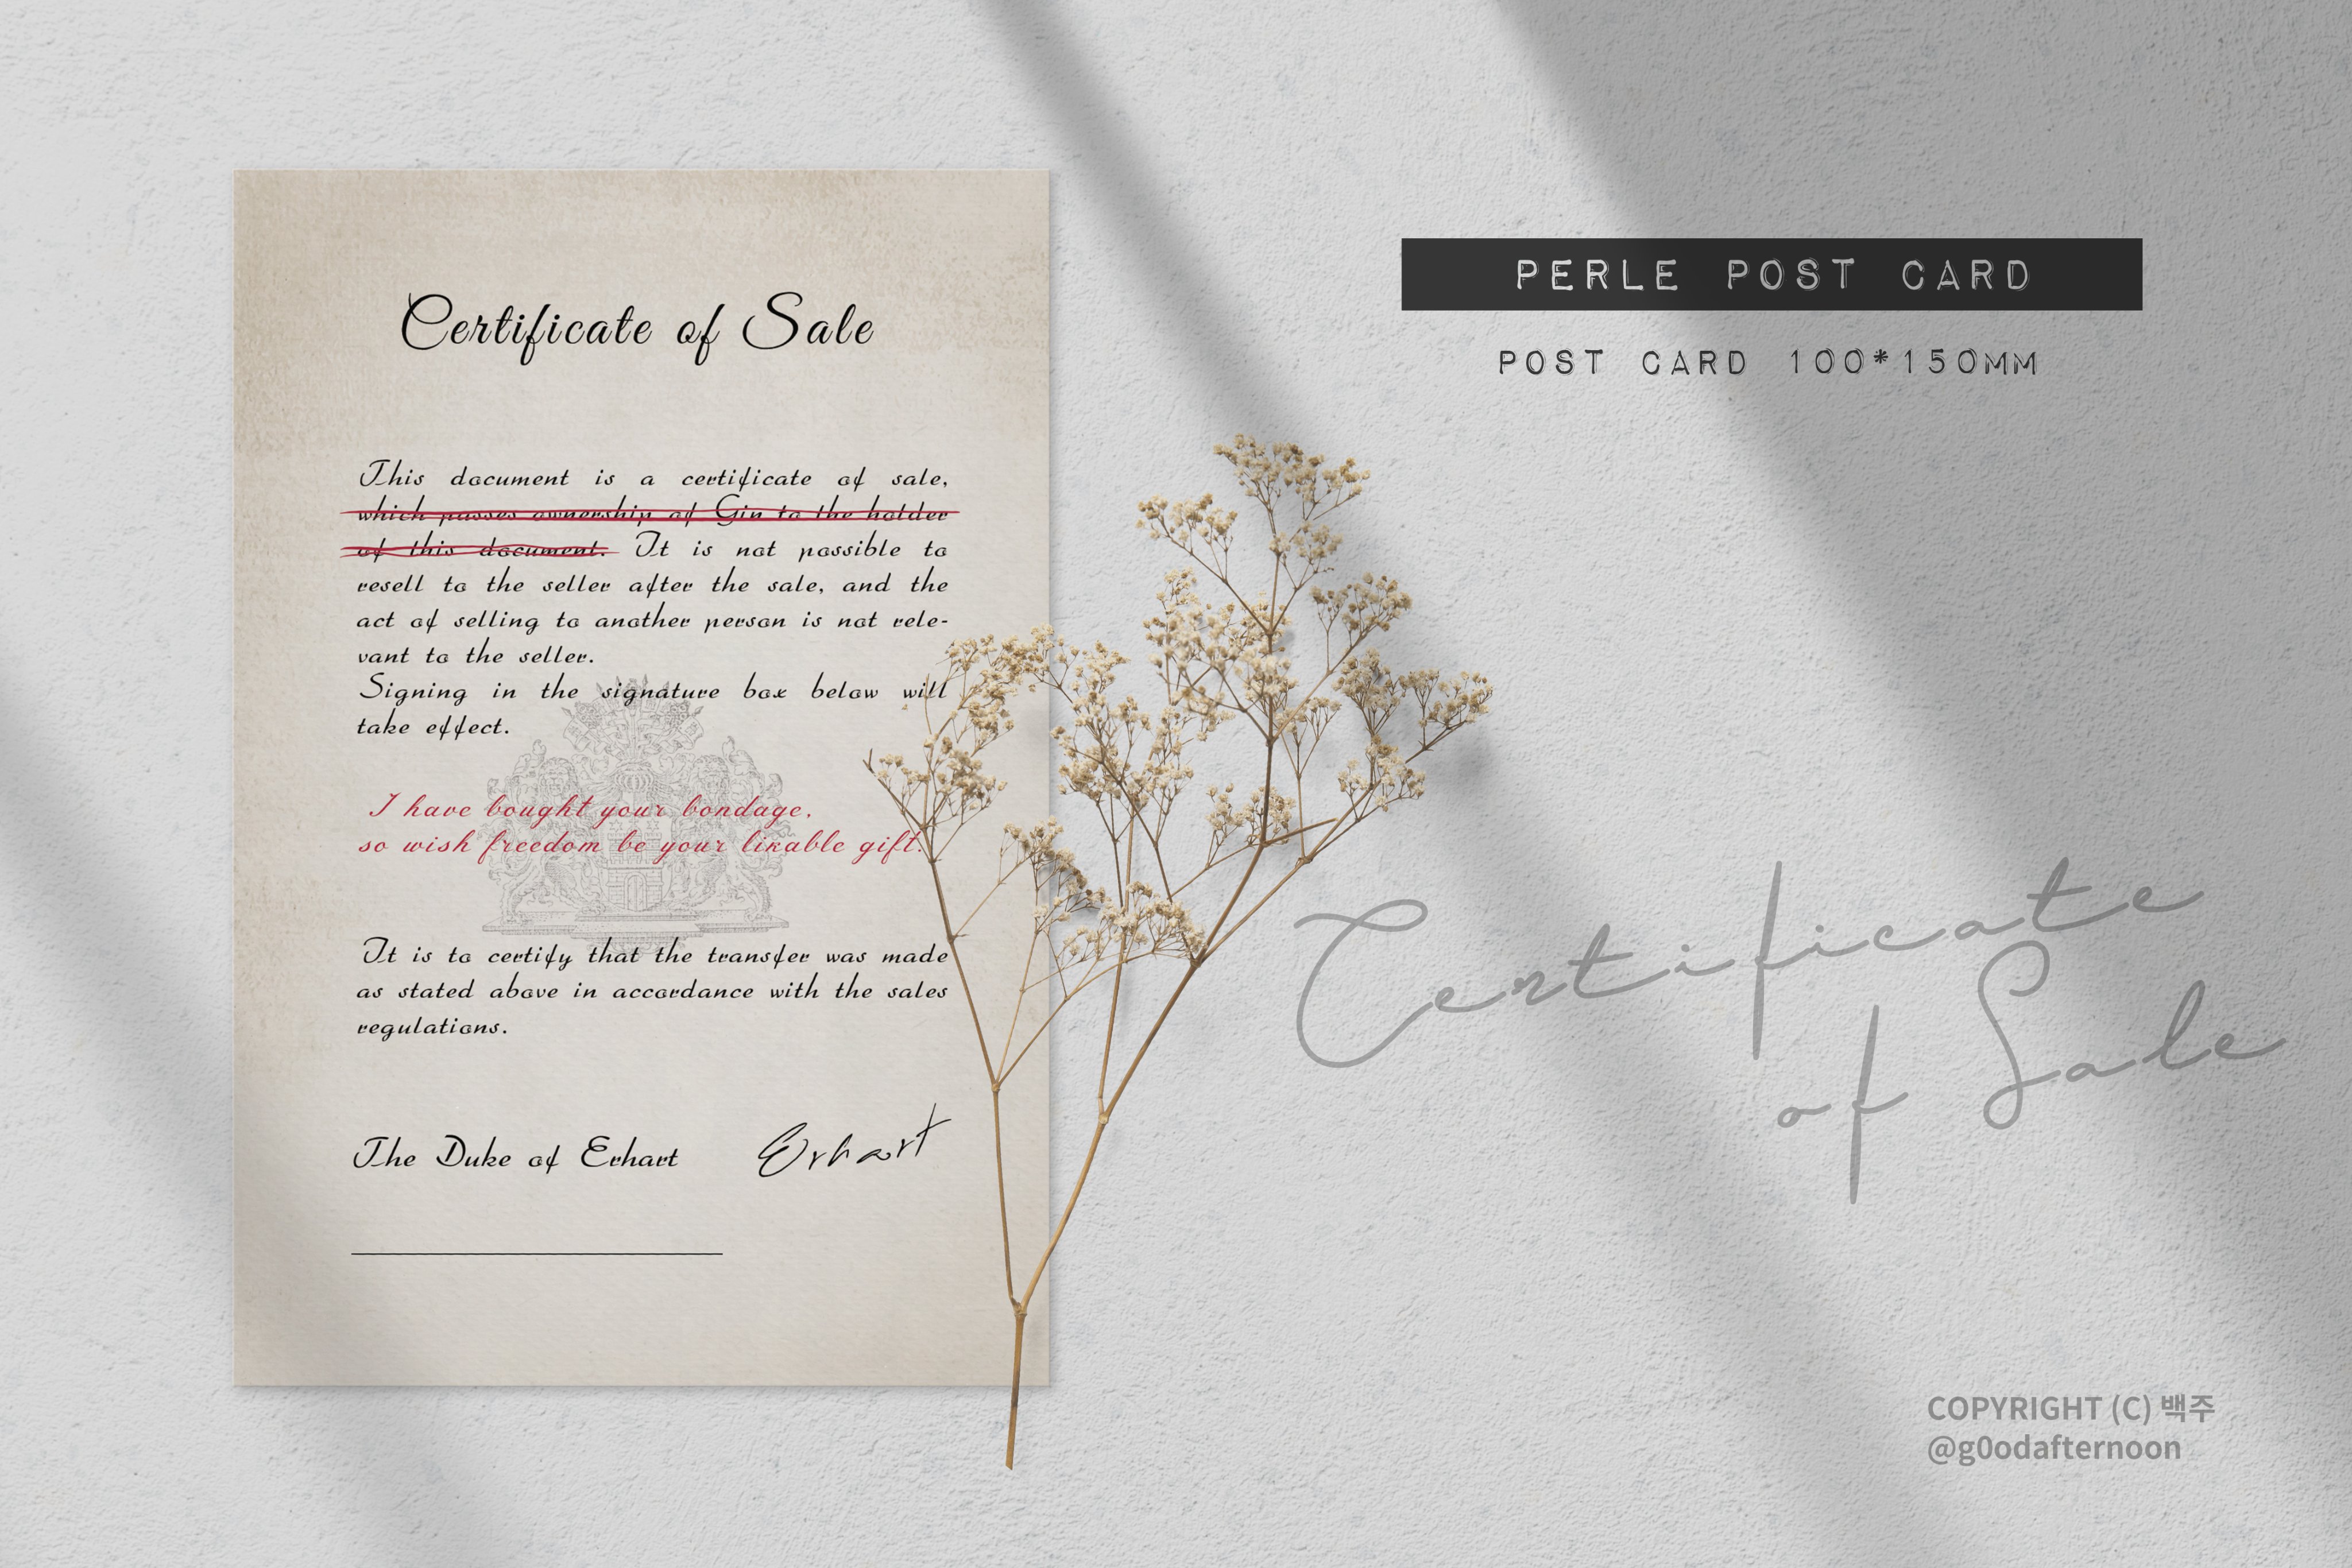 Certificate of Sale
This document is a certificate of sale,
which passes ownership of Gin to the holder
of this document. It is not possible to
resell to the seller after the sale, and the
act of selling to another person is not rele-
vant to the seller.
Signing in the signature box below will
take effect.
I have bought your bondage,
so wish freedom be your likable gift.
It is to certify that the transfer was made
as stated above in accordance with the sales
regulations.
The Duke of Erhart Erhart
PERLE POST CARD
POST CARD 100*150MM
Certificate
of Sale
COPYRIGHT (C) 백주
@g0odafternoon